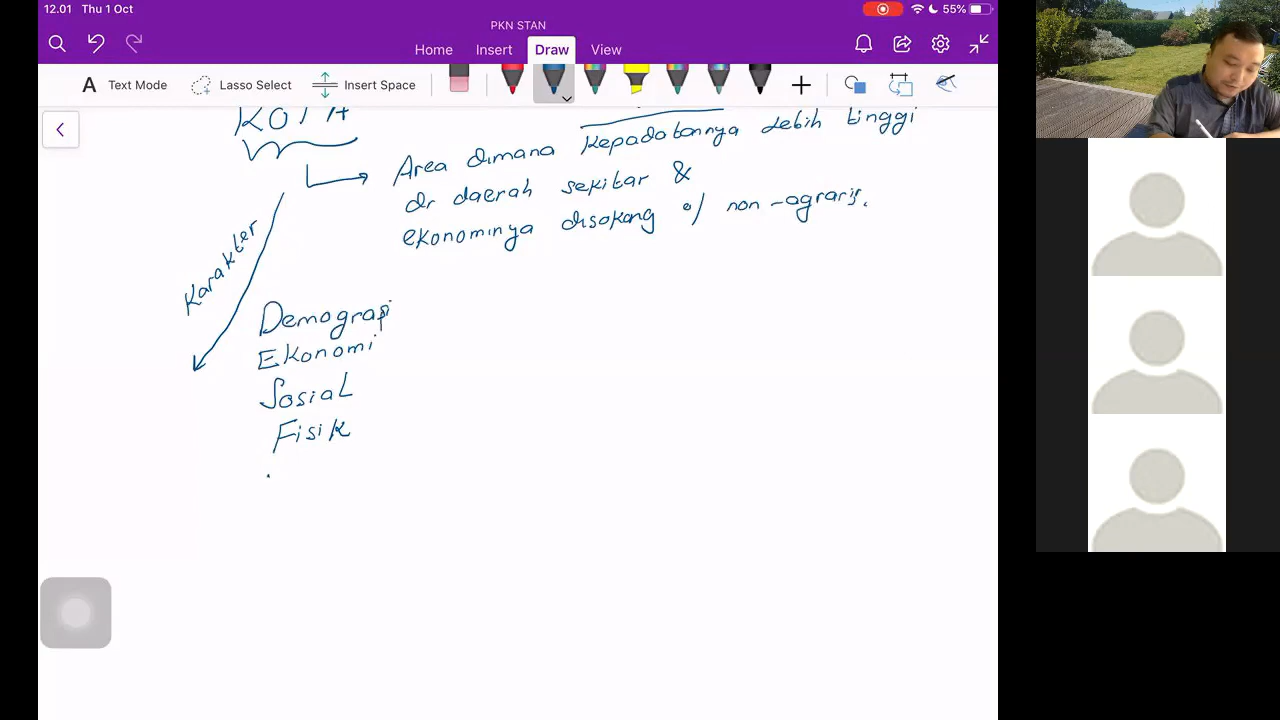 12.01 Thu 1 Oct
55%
PKN STAN
Home Insert Draw View
Text Mode Lasso Select Insert Space
KOTA
Area dimana kepadatannya lebih tinggi
dr daerah sekitar &
ekonominya disokong o/ non-agraris.
Karakter
Demografi
Ekonomi
Sosial
Fisik